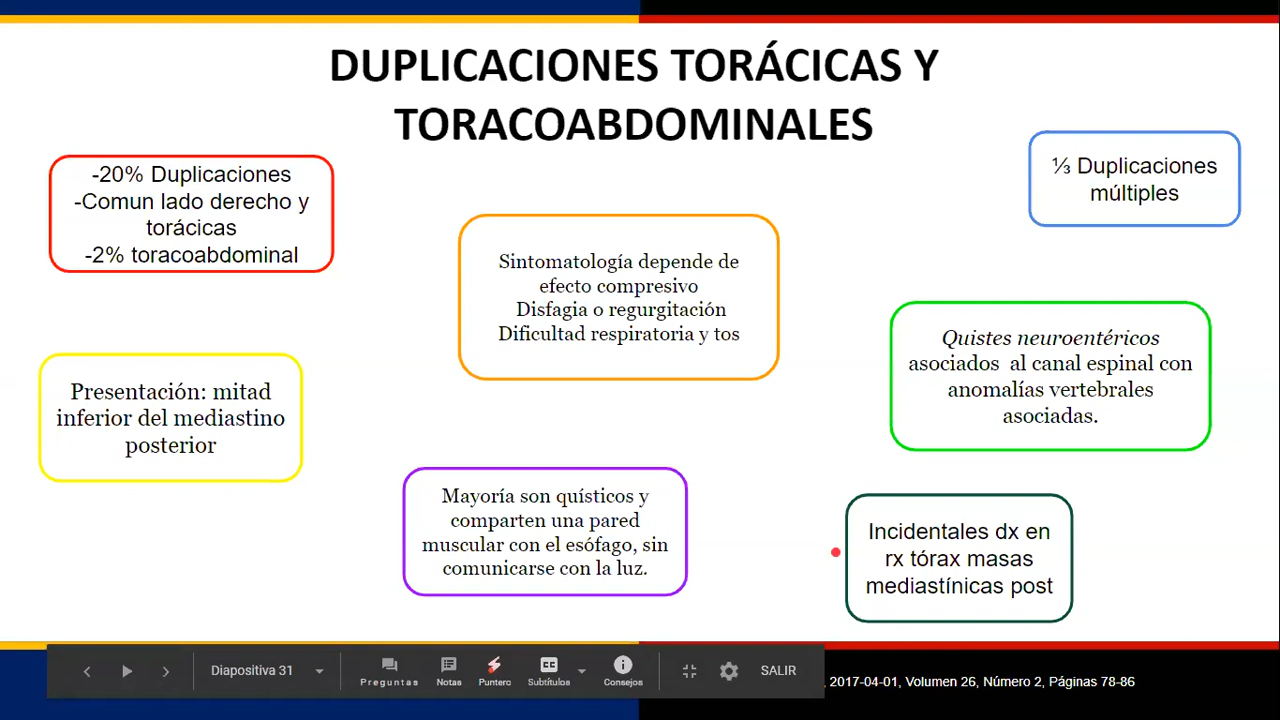 DUPLICACIONES TORÁCICAS Y
TORACOABDOMINALES
-20% Duplicaciones
-Comun lado derecho y
torácicas
-2% toracoabdominal
⅓ Duplicaciones
múltiples
Sintomatología depende de
efecto compresivo
Disfagia o regurgitación
Dificultad respiratoria y tos
Quistes neuroentéricos
asociados al canal espinal con
anomalías vertebrales
asociadas.
Presentación: mitad
inferior del mediastino
posterior
Mayoría son quísticos y
comparten una pared
muscular con el esófago, sin
comunicarse con la luz.
Incidentales dx en
rx tórax masas
mediastínicas post
Diapositiva 31
Preguntas
Notas
Puntero
CC
Subtítulos
Consejos
SALIR
, 2017-04-01, Volumen 26, Número 2, Páginas 78-86